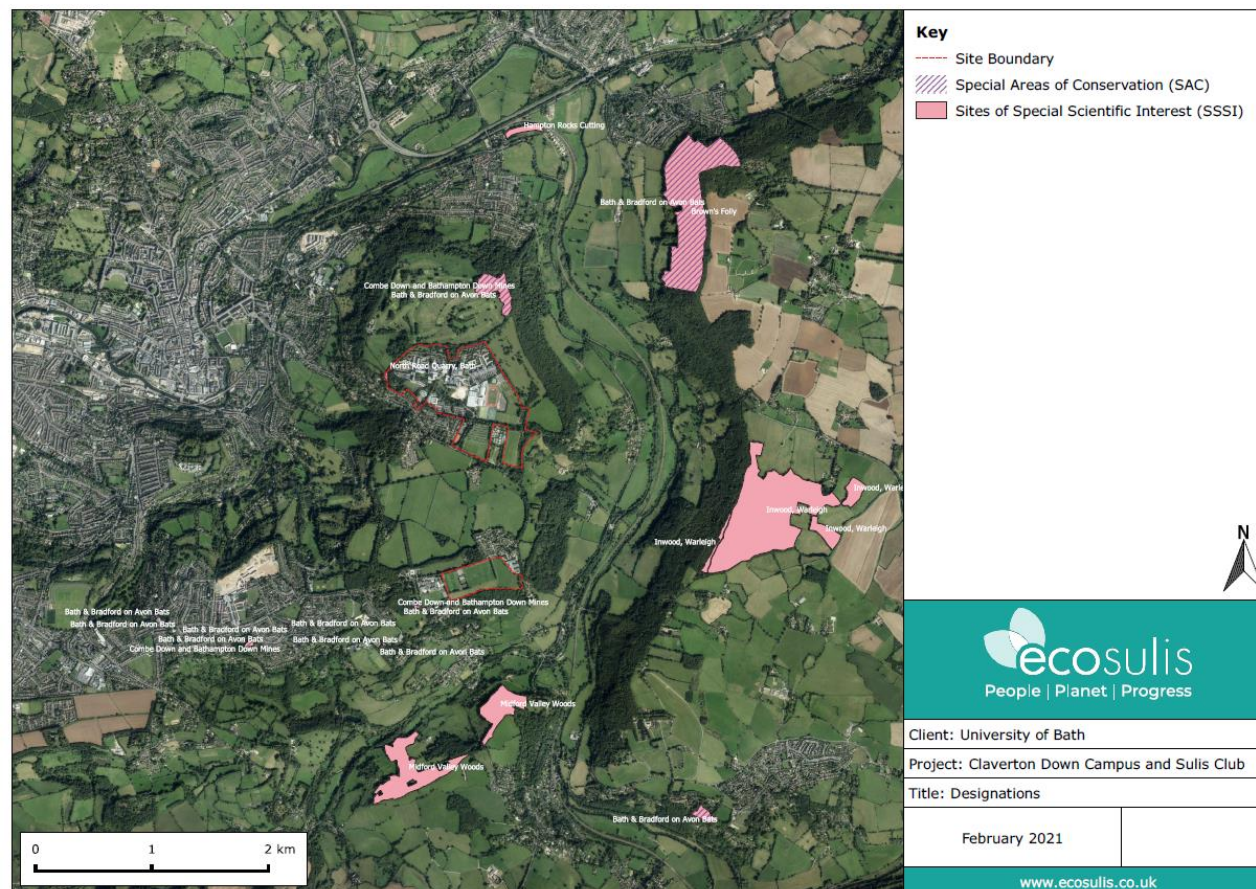 Key
Site Boundary
Special Areas of Conservation (SAC)
Sites of Special Scientific Interest (SSSI)
Hampton Rocks Cutting
Bath & Bradford on Avon Bats
Brown's Folly
Combe Down and Bathampton Down Mines
Bath & Bradford on Avon Bats
North Road Quarry, Bath
Inwood, Warle
Inwood, Warleigh
Inwood, Warleigh
Inwood, Warleigh
Combe Down and Bathampton Down Mines
Bath & Bradford on Avon Bats
Bath & Bradford on Avon Bats
Bath & Bradford on Avon Bats
Bath & Bradford on Avon Bats
Bath & Bradford on Avon Bats
Bath & Bradford on Avon Bats
Bath & Bradford on Avon Bats
Combe Down and Bathampton Down Mines
Bath & Bradford on Avon Bats
Midford Valley Woods
Midford Valley Woods
Bath & Bradford on Avon Bats
0 1 2 km
N
ecosulis
People | Planet | Progress
Client: University of Bath
Project: Claverton Down Campus and Sulis Club
Title: Designations
February 2021
www.ecosulis.co.uk